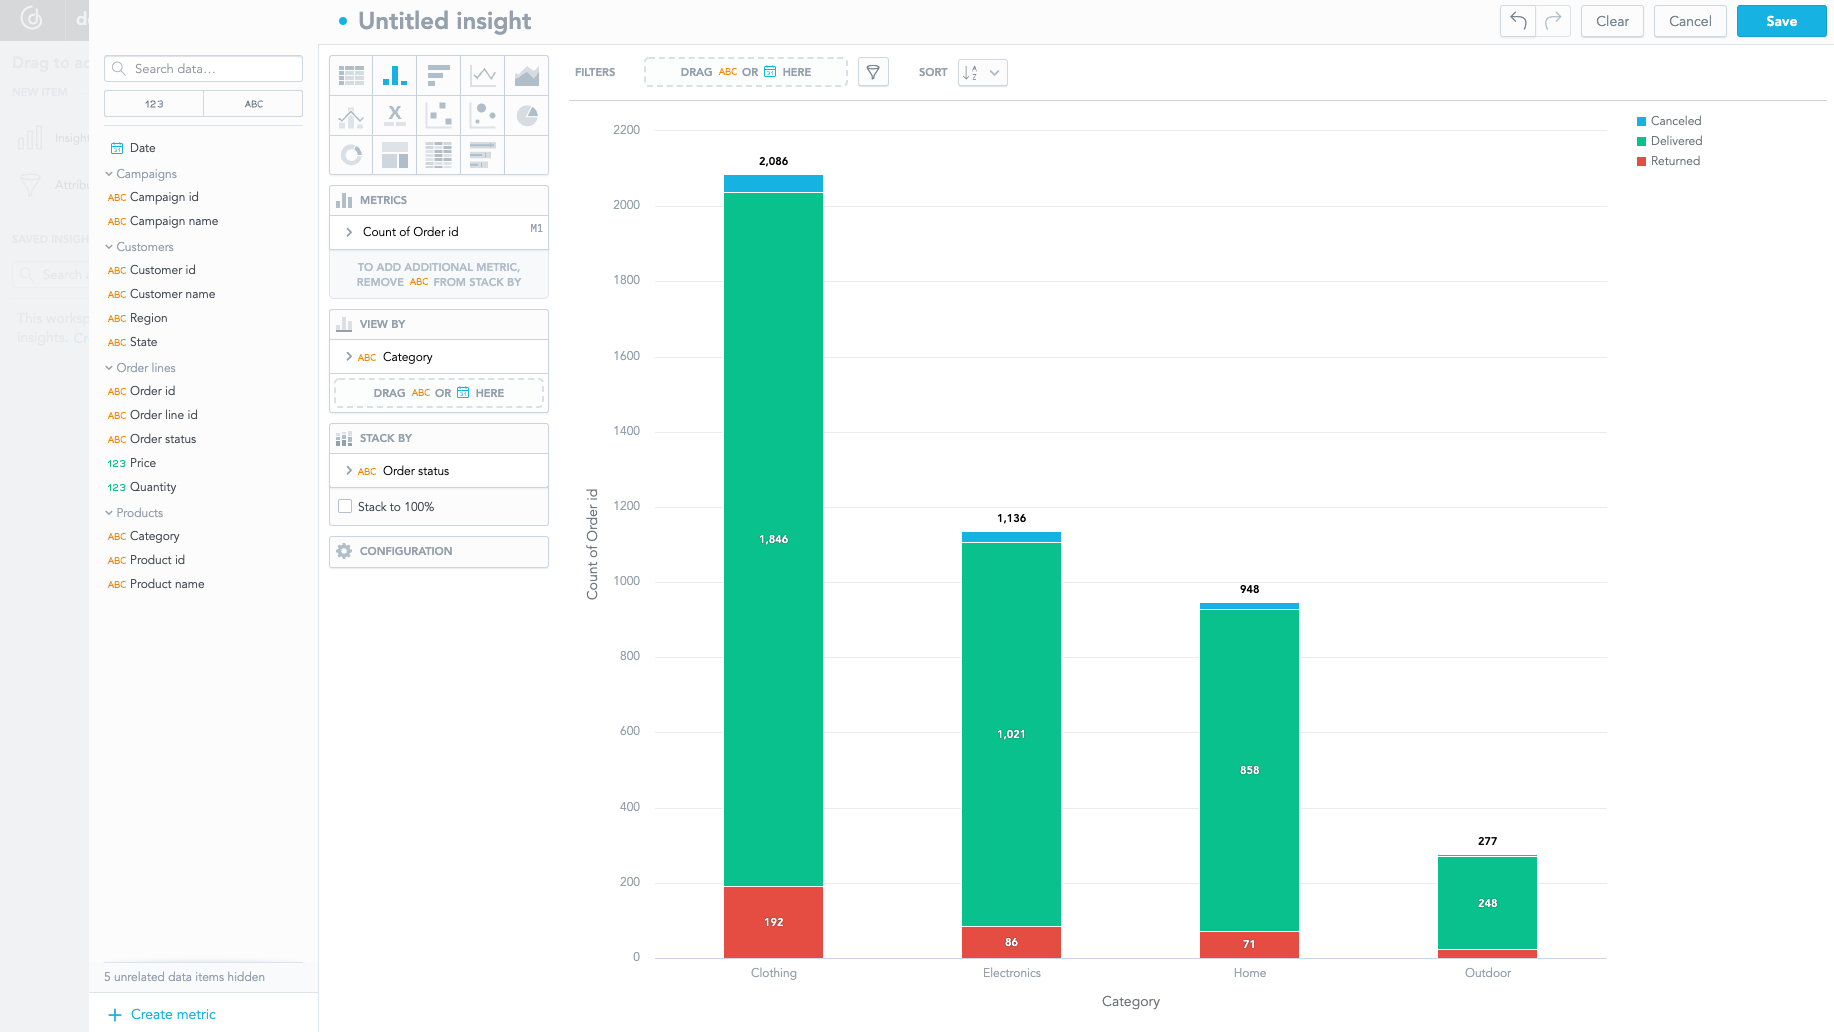 Untitled insight
Clear
Cancel
Save
Drag to ad
NEW ITEM
Insight
Attribu
SAVED INSIGH
Search a
This worksp
insights. Cr
Search data...
123
ABC
Date
Campaigns
ABC Campaign id
ABC Campaign name
Customers
ABC Customer id
ABC Customer name
ABC Region
ABC State
Order lines
ABC Order id
ABC Order line id
ABC Order status
123 Price
123 Quantity
Products
ABC Category
ABC Product id
ABC Product name
5 unrelated data items hidden
Create metric
METRICS
Count of Order id M1
TO ADD ADDITIONAL METRIC,
REMOVE ABC FROM STACK BY
VIEW BY
ABC Category
DRAG ABC OR 31 HERE
STACK BY
ABC Order status
Stack to 100%
CONFIGURATION
FILTERS
DRAG ABC OR 31 HERE
SORT
A
Z
Canceled
Delivered
Returned
2200
2000
1800
1600
1400
1200
1000
800
600
400
200
0
Count of Order id
2,086
1,846
192
1,136
1,021
86
948
858
71
277
248
Clothing
Electronics
Home
Outdoor
Category